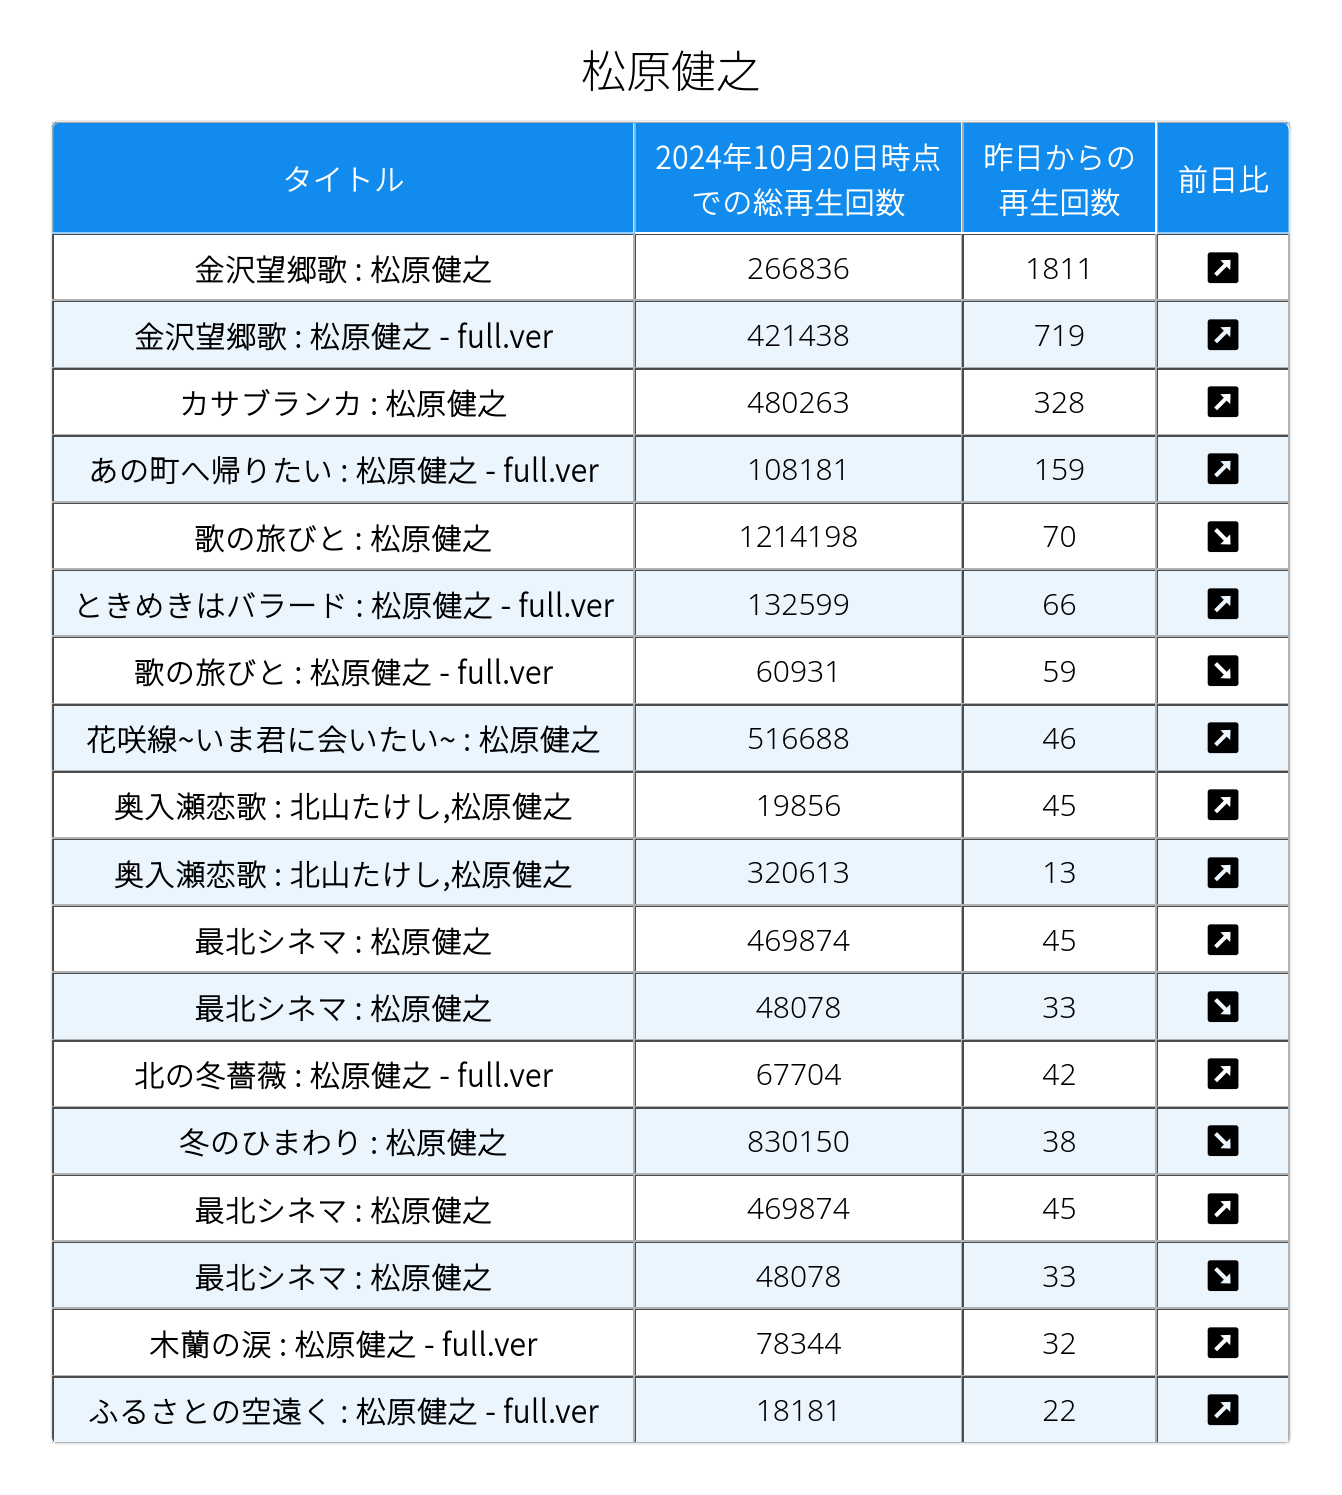 松原健之
タイトル 2024年10月20日時点での総再生回数 昨日からの再生回数 前日比
金沢望郷歌 : 松原健之 266836 1811 ↗
金沢望郷歌 : 松原健之 - full.ver 421438 719 ↗
カサブランカ : 松原健之 480263 328 ↗
あの町へ帰りたい : 松原健之 - full.ver 108181 159 ↗
歌の旅びと : 松原健之 1214198 70 ↘
ときめきはバラード : 松原健之 - full.ver 132599 66 ↗
歌の旅びと : 松原健之 - full.ver 60931 59 ↘
花咲線~いま君に会いたい~ : 松原健之 516688 46 ↗
奥入瀬恋歌 : 北山たけし,松原健之 19856 45 ↗
奥入瀬恋歌 : 北山たけし,松原健之 320613 13 ↗
最北シネマ : 松原健之 469874 45 ↗
最北シネマ : 松原健之 48078 33 ↘
北の冬薔薇 : 松原健之 - full.ver 67704 42 ↗
冬のひまわり : 松原健之 830150 38 ↘
最北シネマ : 松原健之 469874 45 ↗
最北シネマ : 松原健之 48078 33 ↘
木蘭の涙 : 松原健之 - full.ver 78344 32 ↗
ふるさとの空遠く : 松原健之 - full.ver 18181 22 ↗